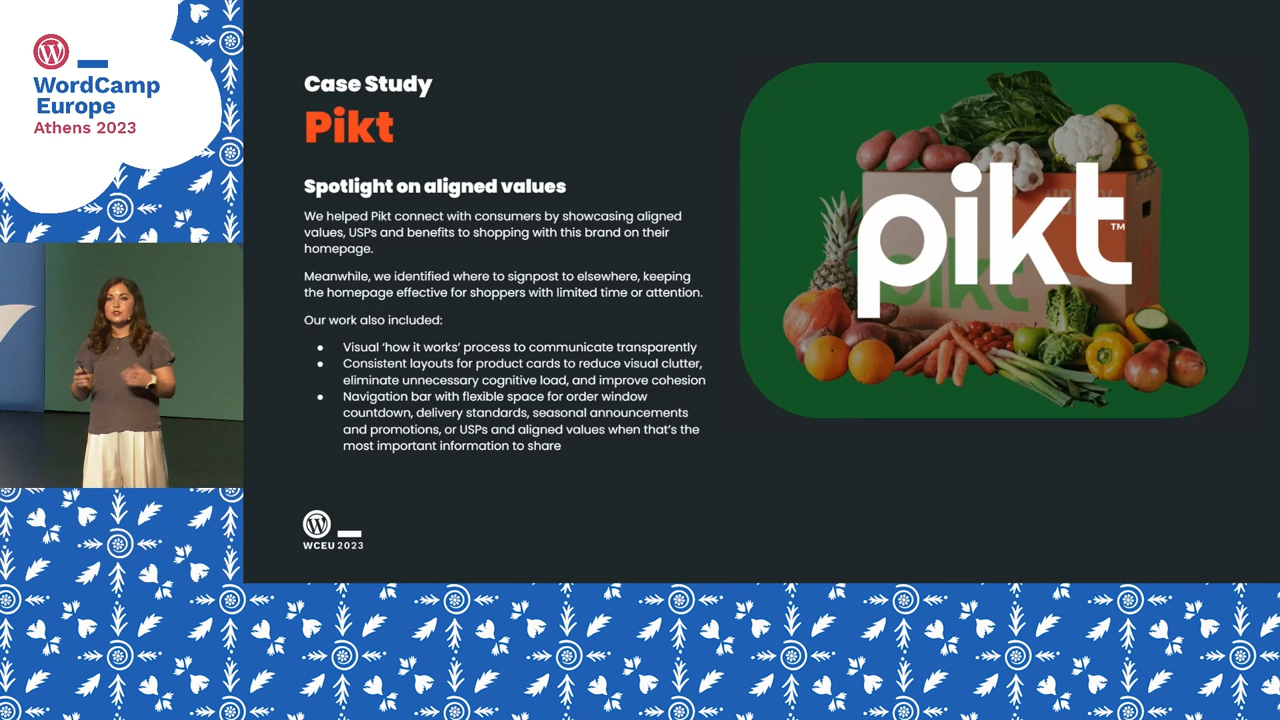 WordCamp
Europe
Athens 2023
Case Study
Pikt
Spotlight on aligned values
We helped Pikt connect with consumers by showcasing aligned
values, USPs and benefits to shopping with this brand on their
homepage.
Meanwhile, we identified where to signpost to elsewhere, keeping
the homepage effective for shoppers with limited time or attention.
Our work also included:
● Visual ‘how it works’ process to communicate transparently
● Consistent layouts for product cards to reduce visual clutter,
eliminate unnecessary cognitive load, and improve cohesion
● Navigation bar with flexible space for order window
countdown, delivery standards, seasonal announcements
and promotions, or USPs and aligned values when that’s the
most important information to share
pikt™
pikt
WCEU 2023